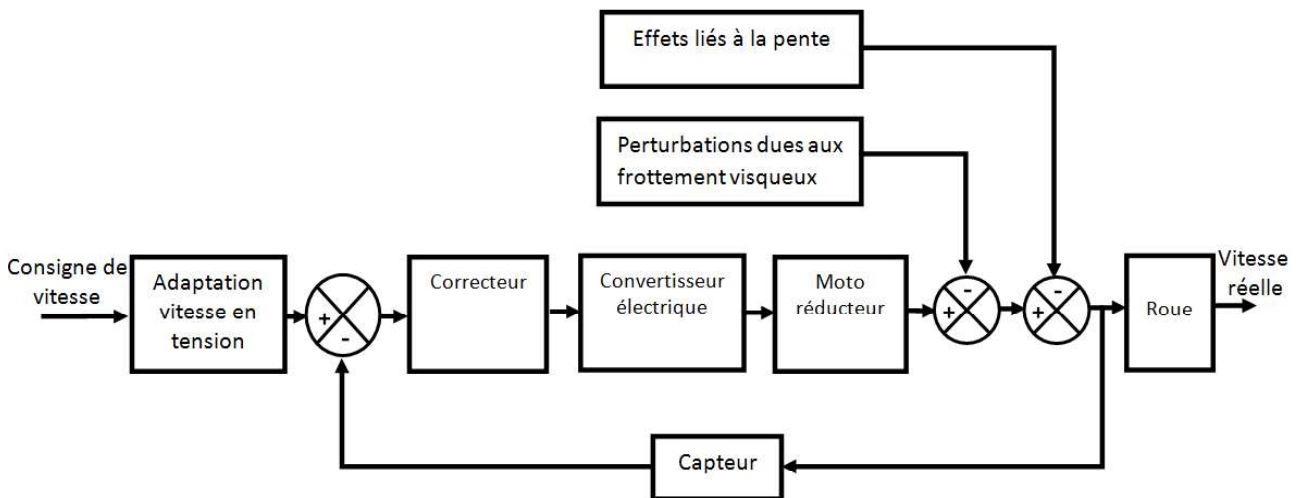 Effets liés à la pente
Perturbations dues aux
frottement visqueux
Consigne de
vitesse
Adaptation
vitesse en
tension
+
-
Correcteur
Convertisseur
électrique
Moto
réducteur
-
+
-
+
Roue
Vitesse
réelle
Capteur